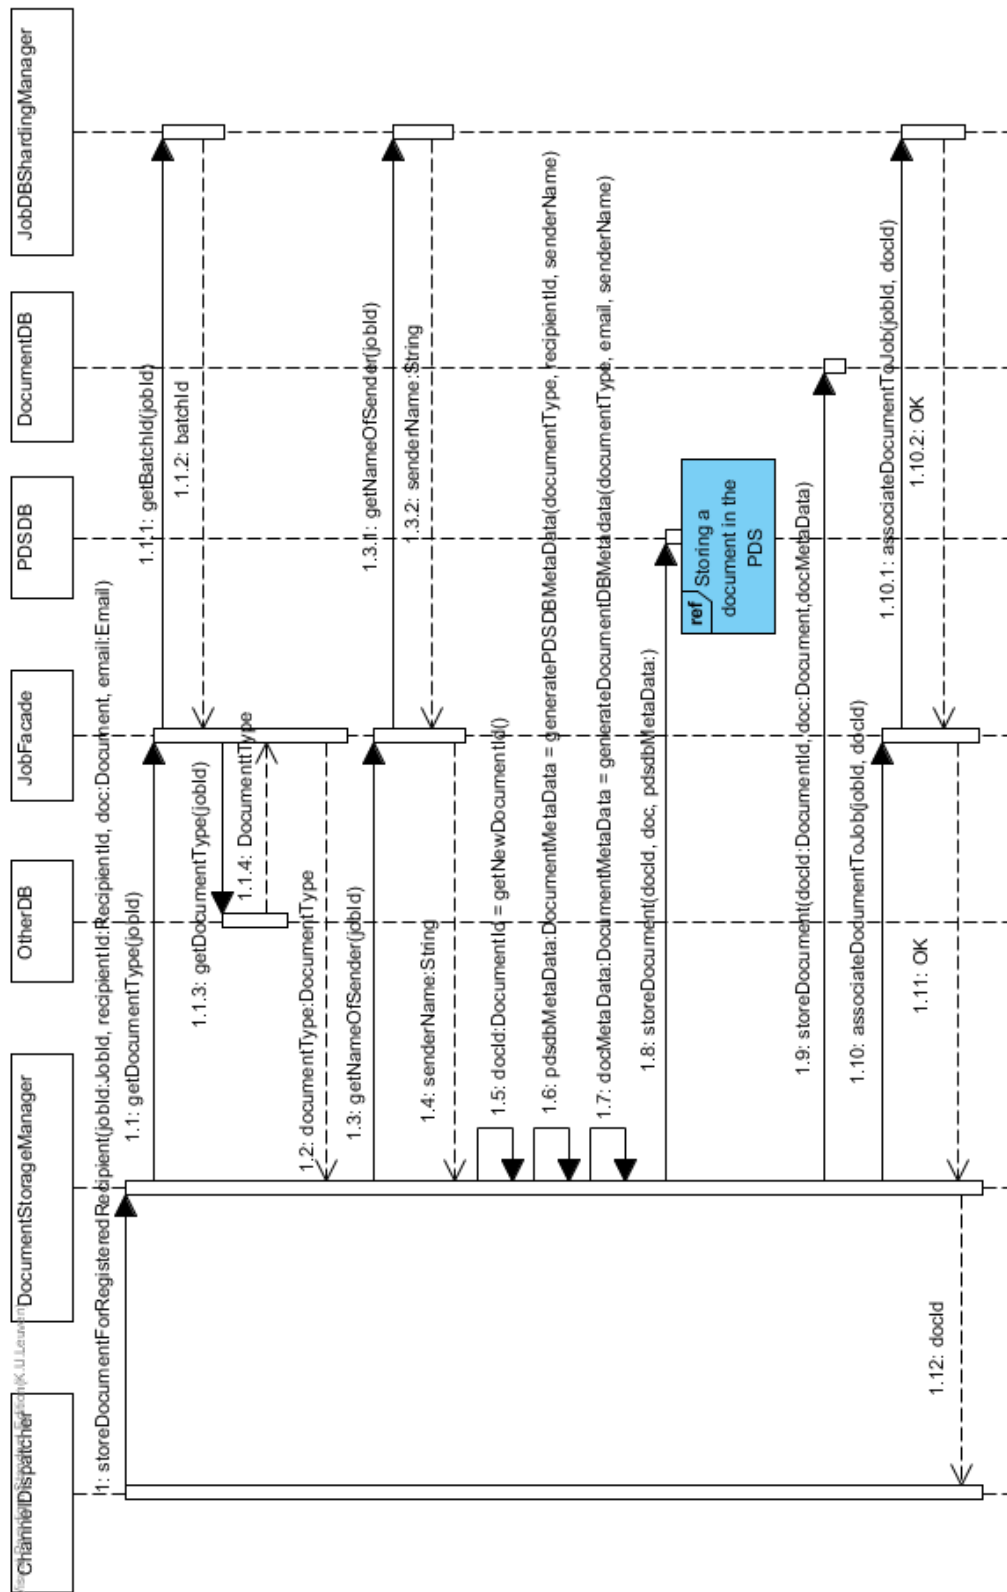 Visual Paradigm Standard Edition(K.U.Leuven)
ChannelDispatcher
DocumentStorageManager
OtherDB
JobFacade
PDSDB
DocumentDB
JobDBShardingManager
1: storeDocumentForRegisteredRecipient(jobId:JobId, recipientId:RecipientId, doc:Document, email:Email)
1.1: getDocumentType(jobId)
1.1.1: getBatchId(jobId)
1.1.2: batchId
1.1.3: getDocumentType(jobId)
1.1.4: DocumentType
1.2: documentType:DocumentType
1.3: getNameOfSender(jobId)
1.3.1: getNameOfSender(jobId)
1.3.2: senderName:String
1.4: senderName:String
1.5: docId:DocumentId = getNewDocumentId()
1.6: pdsdbMetaData:DocumentMetaData = generatePDSDBMetaData(documentType, recipientId, senderName)
1.7: docMetaData:DocumentMetaData = generateDocumentDBMetadata(documentType, email, senderName)
1.8: storeDocument(docId, doc, pdsdbMetaData:)
ref
Storing a
document in the
PDS
1.9: storeDocument(docId:DocumentId, doc:Document,docMetaData)
1.10: associateDocumentToJob(jobId, docId)
1.10.1: associateDocumentToJob(jobId, docId)
1.10.2: OK
1.11: OK
1.12: docId